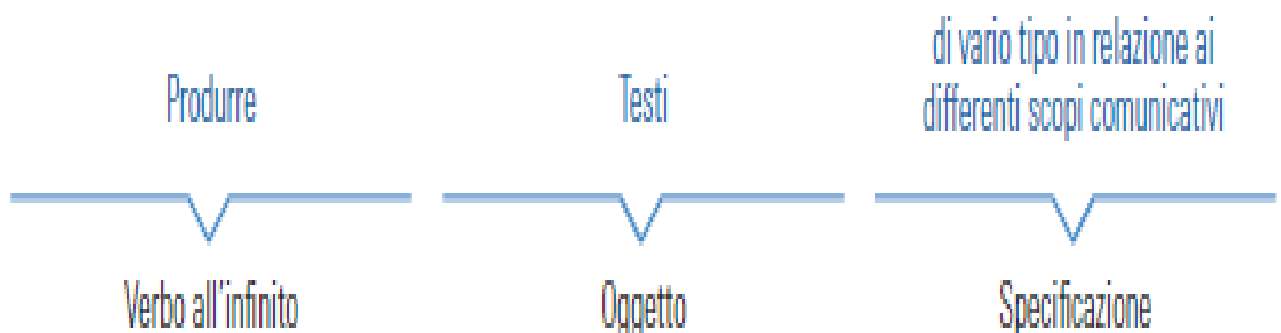 Produrre
Testi
di vario tipo in relazione ai
differenti scopi comunicativi
Verbo all'infinito
Oggetto
Specificazione